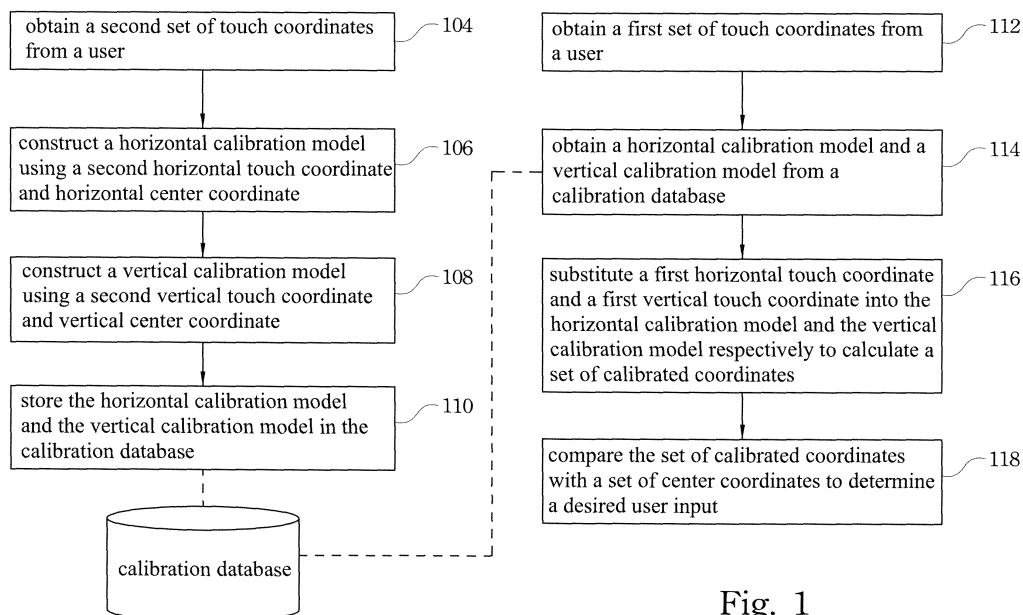 obtain a second set of touch coordinates
from a user
104
construct a horizontal calibration model
using a second horizontal touch coordinate
and horizontal center coordinate
106
construct a vertical calibration model
using a second vertical touch coordinate
and vertical center coordinate
108
store the horizontal calibration model
and the vertical calibration model in the
calibration database
110
calibration database
obtain a first set of touch coordinates from
a user
112
obtain a horizontal calibration model and a
vertical calibration model from a
calibration database
114
substitute a first horizontal touch coordinate
and a first vertical touch coordinate into the
horizontal calibration model and the vertical
calibration model respectively to calculate a
set of calibrated coordinates
116
compare the set of calibrated coordinates
with a set of center coordinates to determine
a desired user input
118
Fig. 1